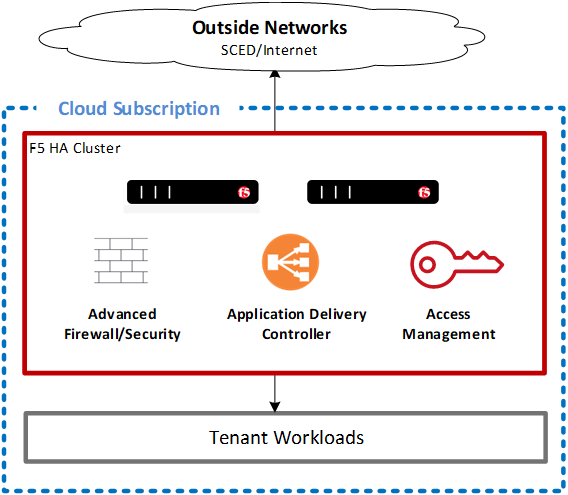 Outside Networks
SCED/Internet
Cloud Subscription
F5 HA Cluster
f5
f5
Advanced
Firewall/Security
Application Delivery
Controller
Access
Management
Tenant Workloads